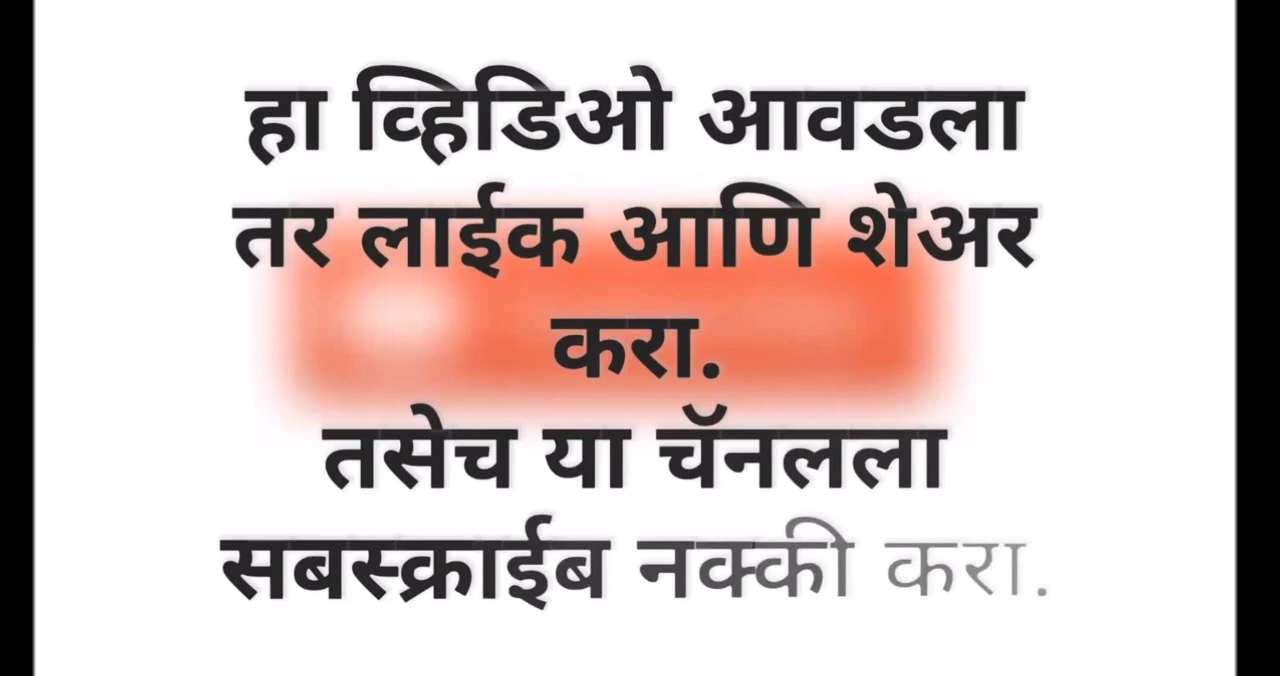 हा व्हिडिओ आवडला
तर लाईक आणि शेअर
करा.
तसेच या चॅनलला
सबस्क्राईब नक्की करा.